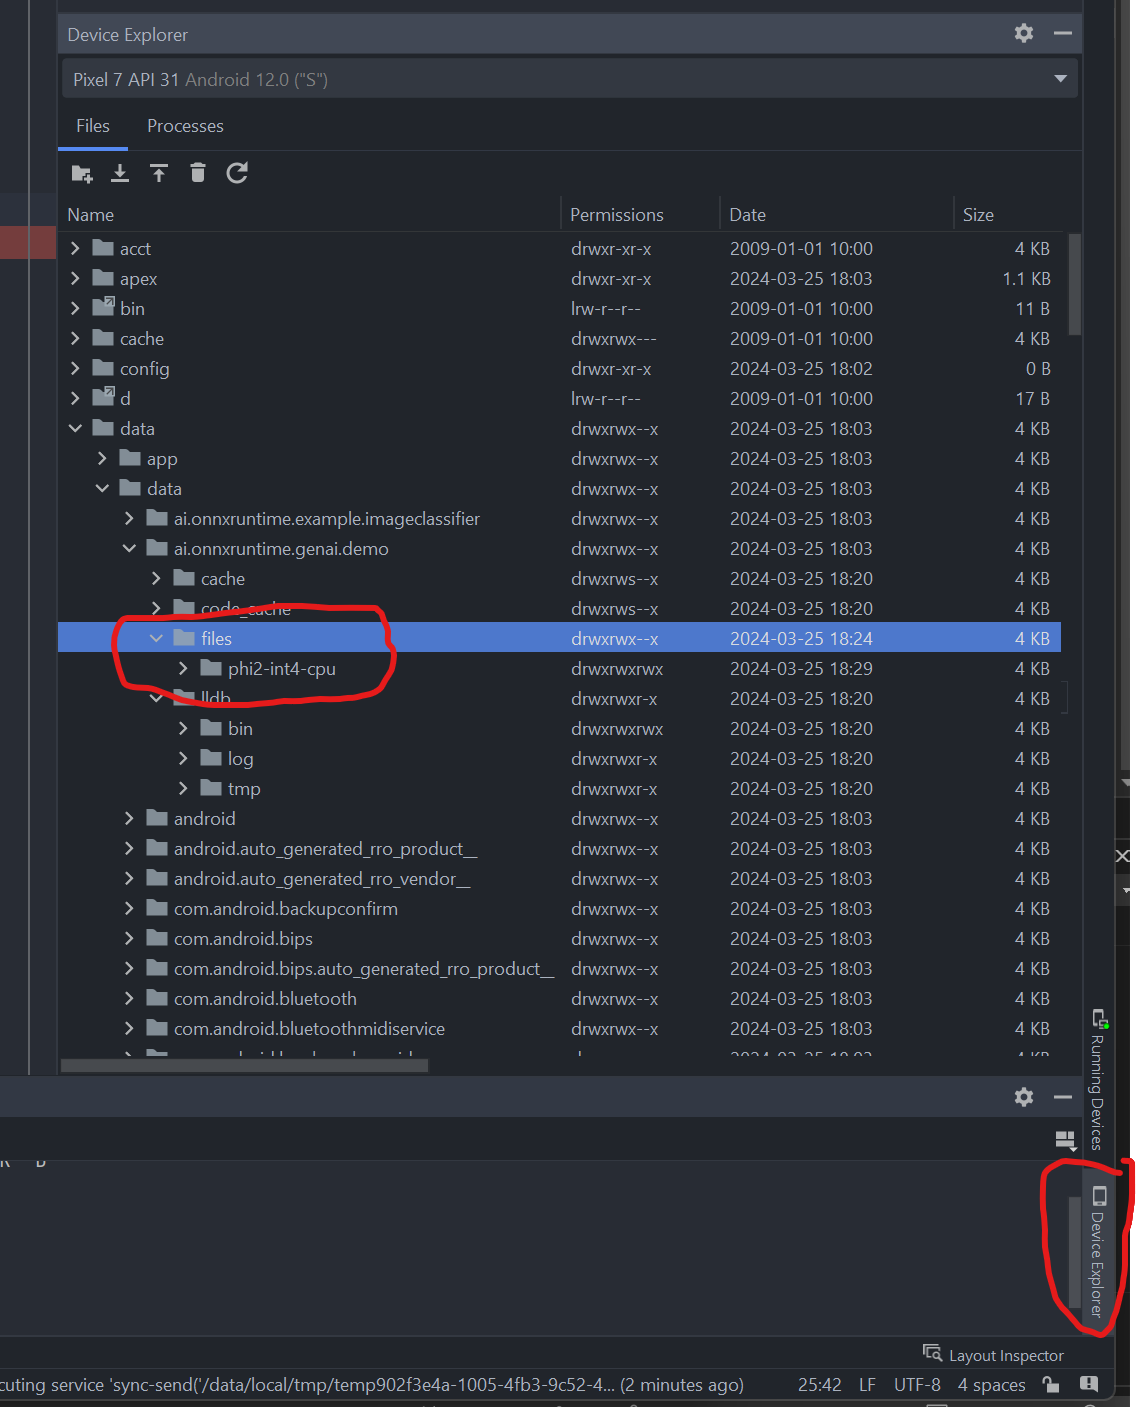 Device Explorer
Pixel 7 API 31 Android 12.0 ("S")
Files Processes
Name Permissions Date Size
acct drwxr-xr-x 2009-01-01 10:00 4 KB
apex drwxr-xr-x 2024-03-25 18:03 1.1 KB
bin lrw-r--r-- 2009-01-01 10:00 11 B
cache drwxrwx--- 2009-01-01 10:00 4 KB
config drwxr-xr-x 2024-03-25 18:02 0 B
d lrw-r--r-- 2009-01-01 10:00 17 B
data drwxrwx--x 2024-03-25 18:03 4 KB
app drwxrwx--x 2024-03-25 18:03 4 KB
data drwxrwx--x 2024-03-25 18:03 4 KB
ai.onnxruntime.example.imageclassifier drwxrwx--x 2024-03-25 18:03 4 KB
ai.onnxruntime.genai.demo drwxrwx--x 2024-03-25 18:03 4 KB
cache drwxrws--x 2024-03-25 18:20 4 KB
code_cache drwxrws--x 2024-03-25 18:20 4 KB
files drwxrwx--x 2024-03-25 18:24 4 KB
phi2-int4-cpu drwxrwxrwx 2024-03-25 18:29 4 KB
lldb drwxrwxr-x 2024-03-25 18:20 4 KB
bin drwxrwxrwx 2024-03-25 18:20 4 KB
log drwxrwxr-x 2024-03-25 18:20 4 KB
tmp drwxrwxr-x 2024-03-25 18:20 4 KB
android drwxrwx--x 2024-03-25 18:03 4 KB
android.auto_generated_rro_product__ drwxrwx--x 2024-03-25 18:03 4 KB
android.auto_generated_rro_vendor__ drwxrwx--x 2024-03-25 18:03 4 KB
com.android.backupconfirm drwxrwx--x 2024-03-25 18:03 4 KB
com.android.bips drwxrwx--x 2024-03-25 18:03 4 KB
com.android.bips.auto_generated_rro_product__ drwxrwx--x 2024-03-25 18:03 4 KB
com.android.bluetooth drwxrwx--x 2024-03-25 18:03 4 KB
com.android.bluetoothmidiservice drwxrwx--x 2024-03-25 18:03 4 KB
Running Devices
Device Explorer
Layout Inspector
cuting service 'sync-send('/data/local/tmp/temp902f3e4a-1005-4fb3-9c52-4... (2 minutes ago) 25:42 LF UTF-8 4 spaces